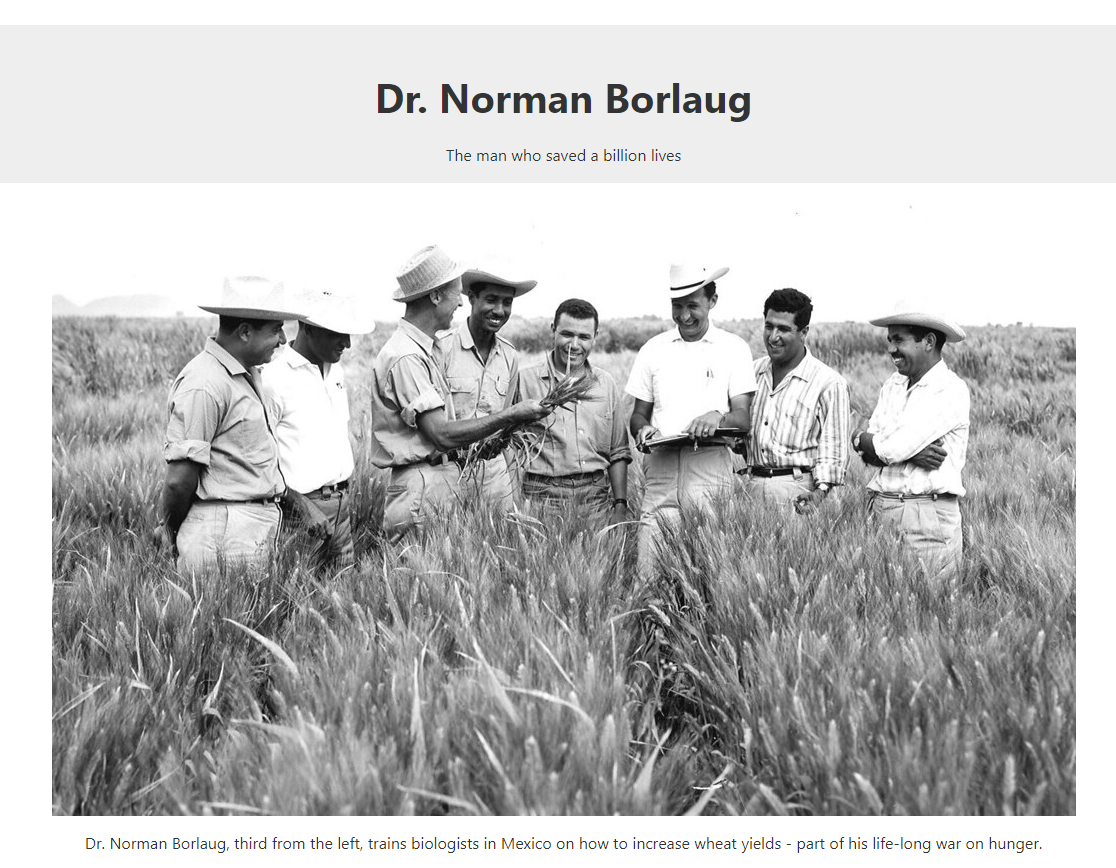 Dr. Norman Borlaug
The man who saved a billion lives
Dr. Norman Borlaug, third from the left, trains biologists in Mexico on how to increase wheat yields - part of his life-long war on hunger.